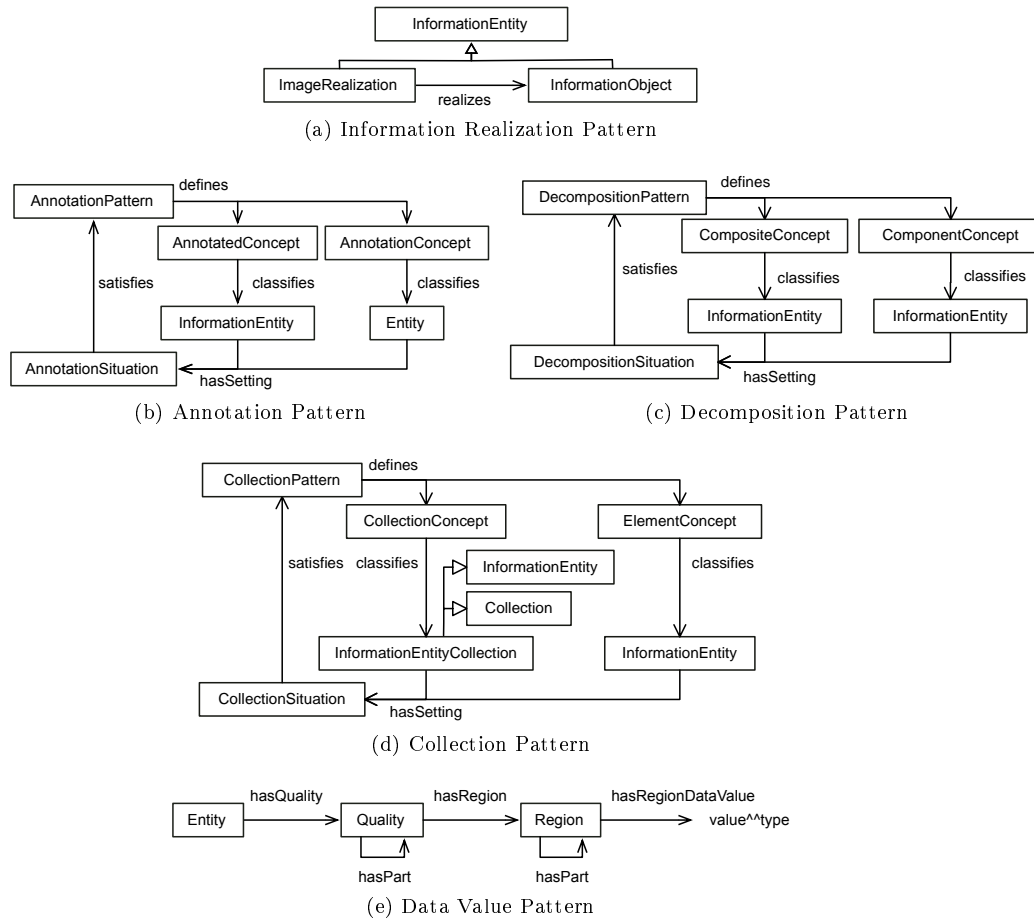 InformationEntity
ImageRealization
InformationObject
realizes
(a) Information Realization Pattern
AnnotationPattern
defines
AnnotatedConcept
AnnotationConcept
satisfies
classifies
classifies
InformationEntity
Entity
AnnotationSituation
hasSetting
(b) Annotation Pattern
DecompositionPattern
defines
CompositeConcept
ComponentConcept
satisfies
classifies
classifies
InformationEntity
InformationEntity
DecompositionSituation
hasSetting
(c) Decomposition Pattern
CollectionPattern
defines
CollectionConcept
ElementConcept
satisfies
classifies
InformationEntity
classifies
Collection
InformationEntityCollection
InformationEntity
CollectionSituation
hasSetting
(d) Collection Pattern
hasQuality
hasRegion
hasRegionDataValue
Entity
Quality
Region
value^^type
hasPart
hasPart
(e) Data Value Pattern